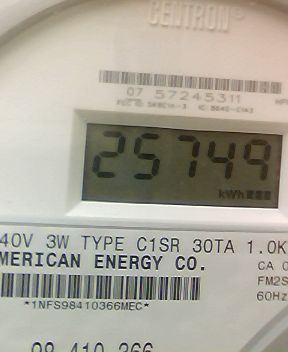 CENTRON®
07 57245311
25749
kWh
40V 3W TYPE C1SR 30TA 1.0K
MERICAN ENERGY CO.
CA 0
FM2S
60Hz
*1NFS98410366MEC*
98 410 366